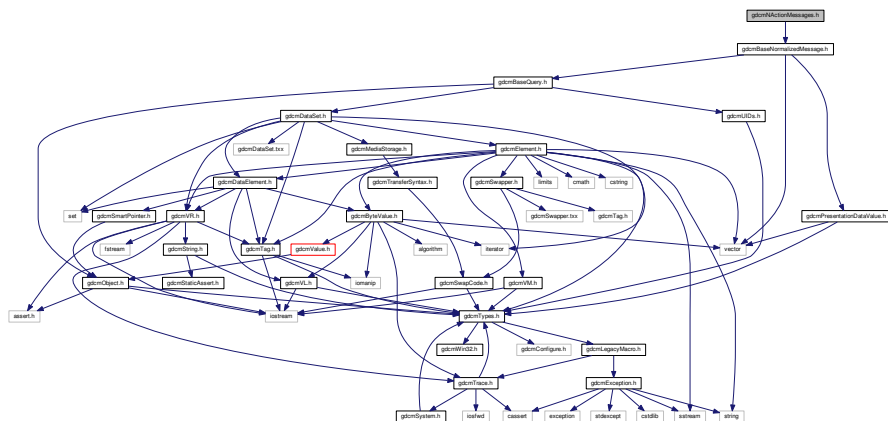 gdcmNActionMessages.h
gdcmBaseNormalizedMessage.h
gdcmBaseQuery.h
gdcmDataSet.h
gdcmUIDs.h
gdcmDataSet.txx
gdcmMediaStorage.h
gdcmElement.h
gdcmDataElement.h
gdcmTransferSyntax.h
gdcmSwapper.h
limits
cmath
cstring
set
gdcmSmartPointer.h
gdcmVR.h
gdcmByteValue.h
gdcmSwapper.txx
gdcmTag.h
gdcmPresentationDataValue.h
fstream
gdcmString.h
gdcmTag.h
gdcmValue.h
algorithm
iterator
vector
gdcmObject.h
gdcmStaticAssert.h
gdcmVL.h
iomanip
gdcmSwapCode.h
gdcmVM.h
assert.h
iostream
gdcmTypes.h
gdcmWin32.h
gdcmConfigure.h
gdcmLegacyMacro.h
gdcmTrace.h
gdcmException.h
gdcmSystem.h
iosfwd
cassert
exception
stdexcept
cstdlib
sstream
string